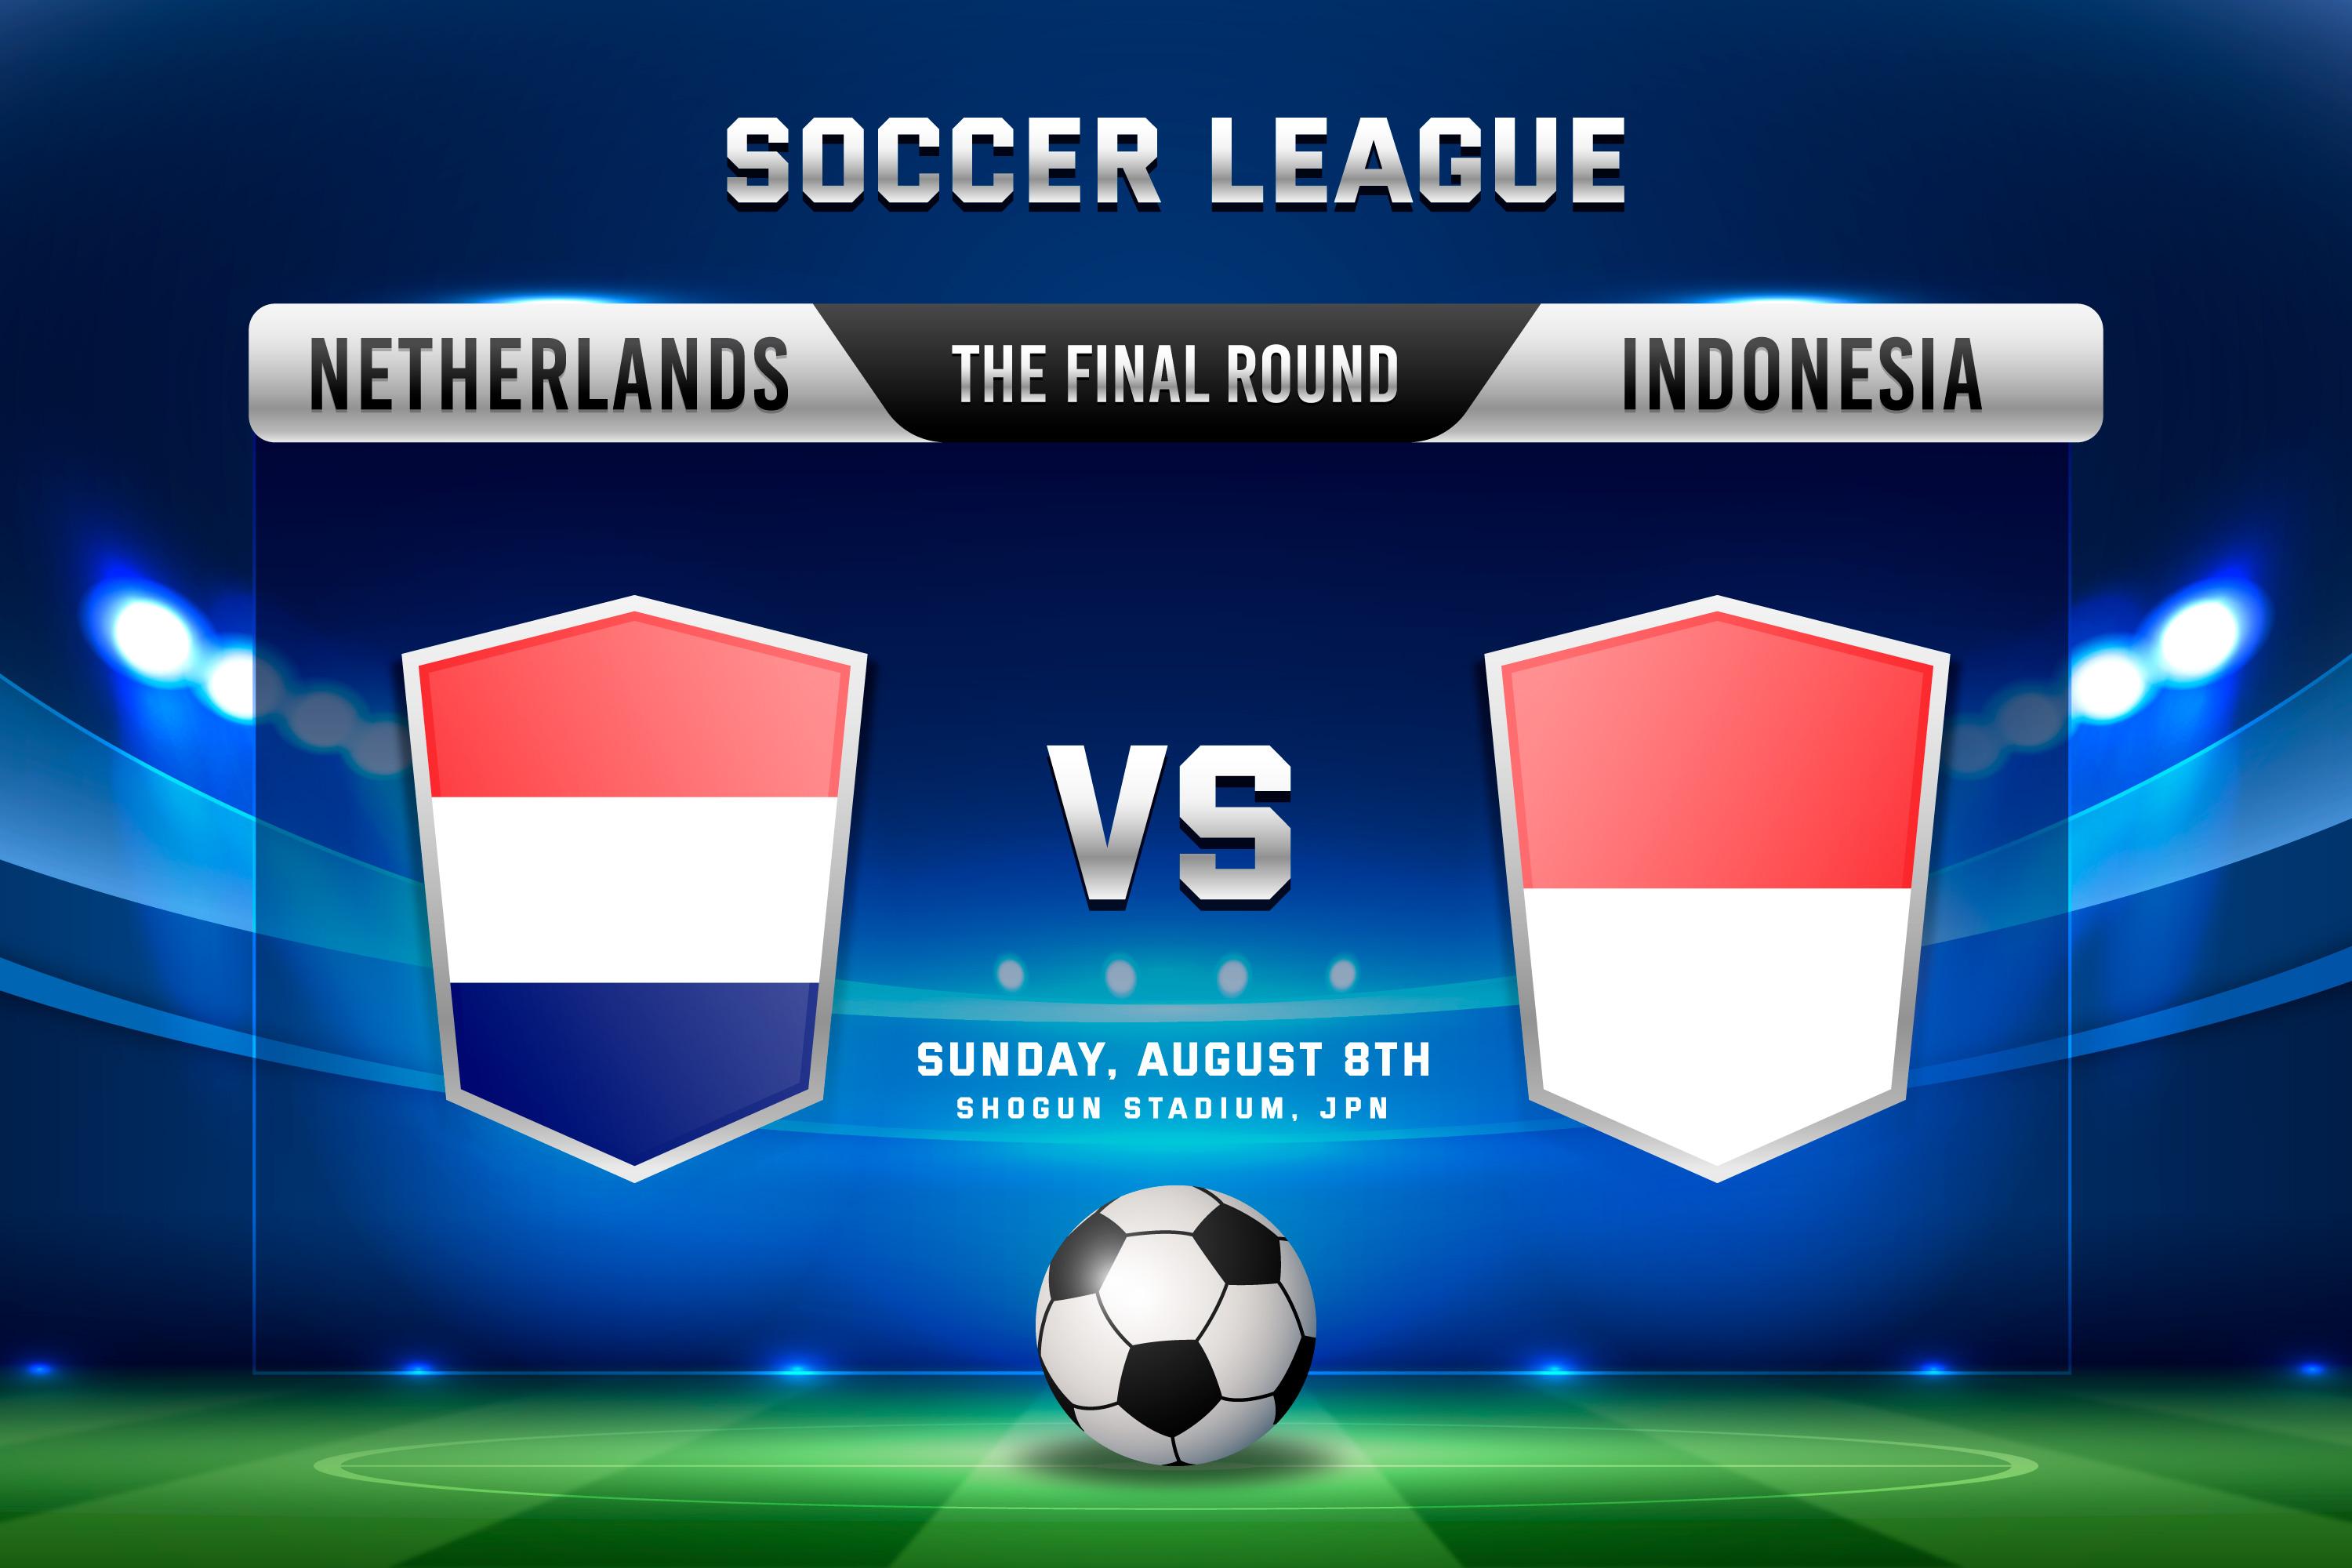 SOCCER LEAGUE
NETHERLANDS
THE FINAL ROUND
INDONESIA
VS
SUNDAY, AUGUST 8TH
SHOGUN STADIUM, JPN